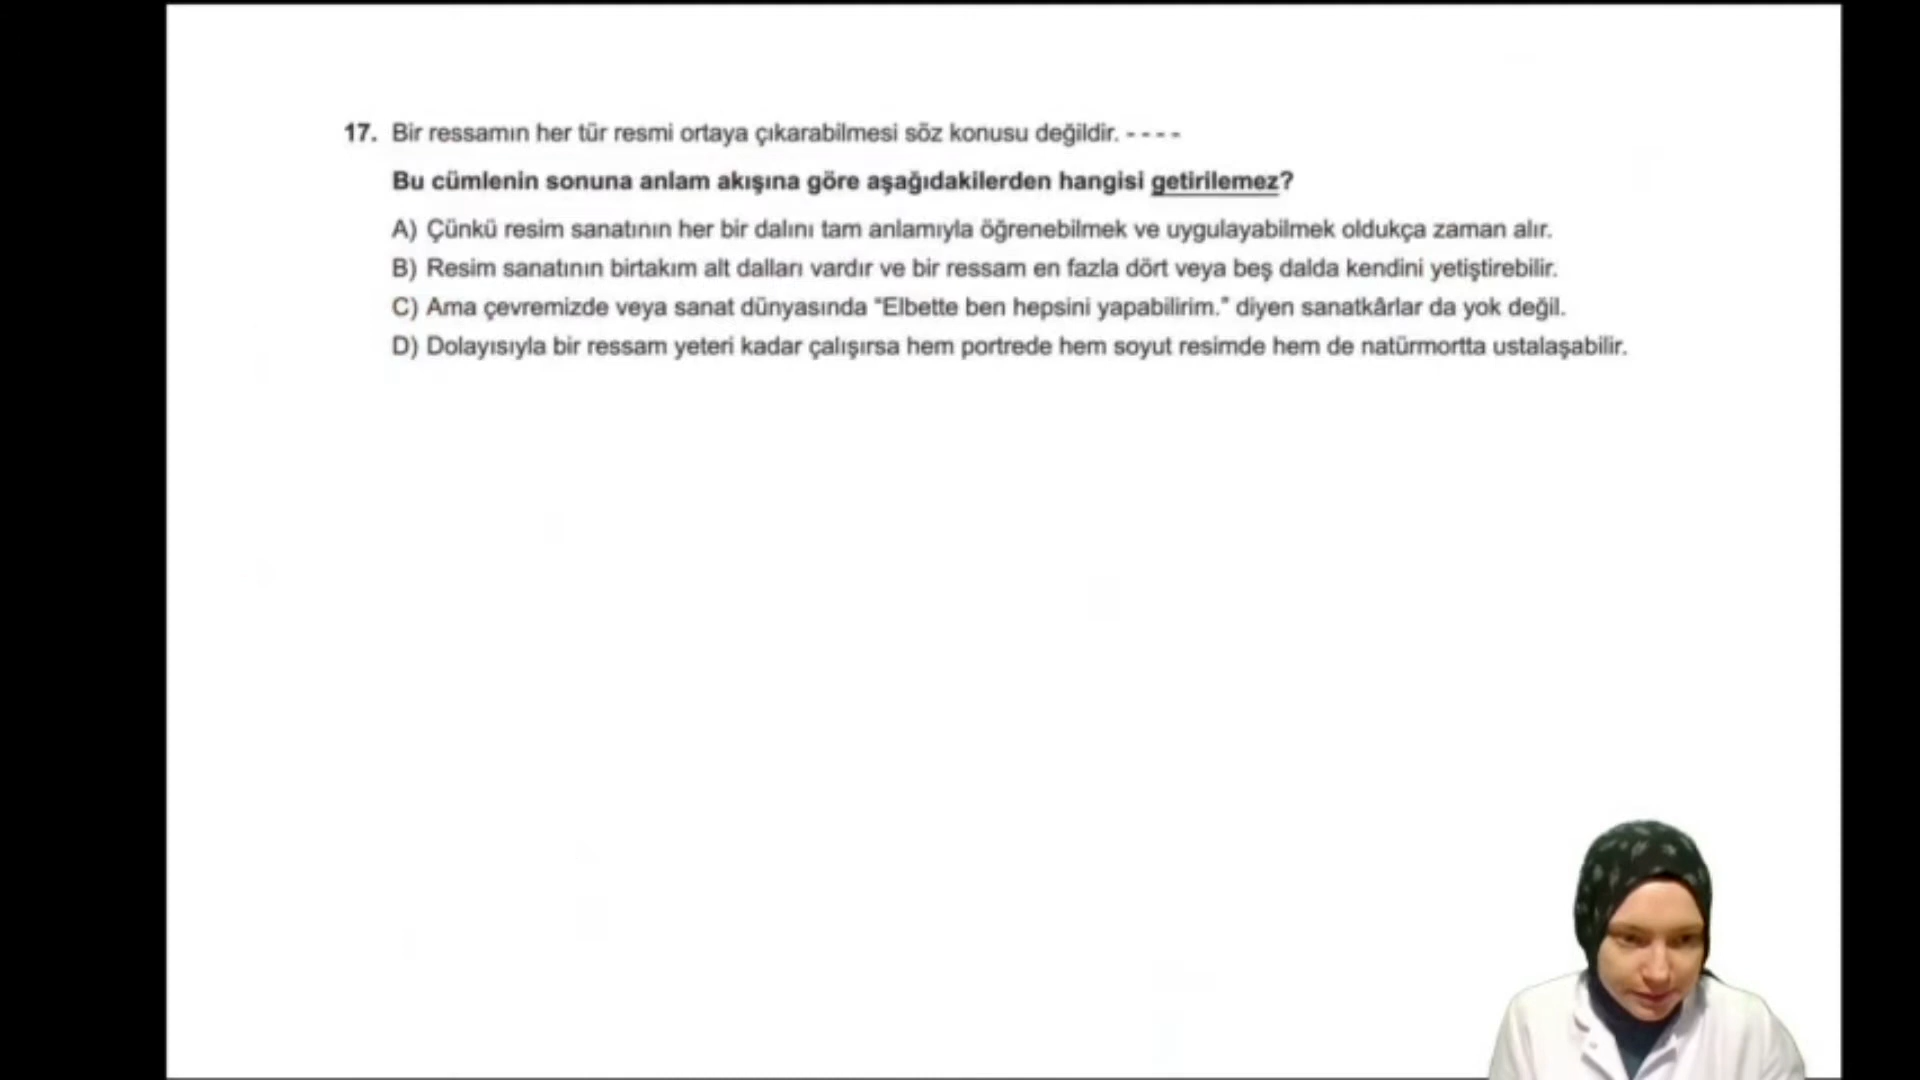 17. Bir ressamın her tür resmi ortaya çıkarabilmesi söz konusu değildir. - - - -
Bu cümlenin sonuna anlam akışına göre aşağıdakilerden hangisi getirilemez?
A) Çünkü resim sanatının her bir dalını tam anlamıyla öğrenebilmek ve uygulayabilmek oldukça zaman alır.
B) Resim sanatının birtakım alt dalları vardır ve bir ressam en fazla dört veya beş dalda kendini yetiştirebilir.
C) Ama çevremizde veya sanat dünyasında "Elbette ben hepsini yapabilirim." diyen sanatkârlar da yok değil.
D) Dolayısıyla bir ressam yeteri kadar çalışırsa hem portrede hem soyut resimde hem de natürmortta ustalaşabilir.